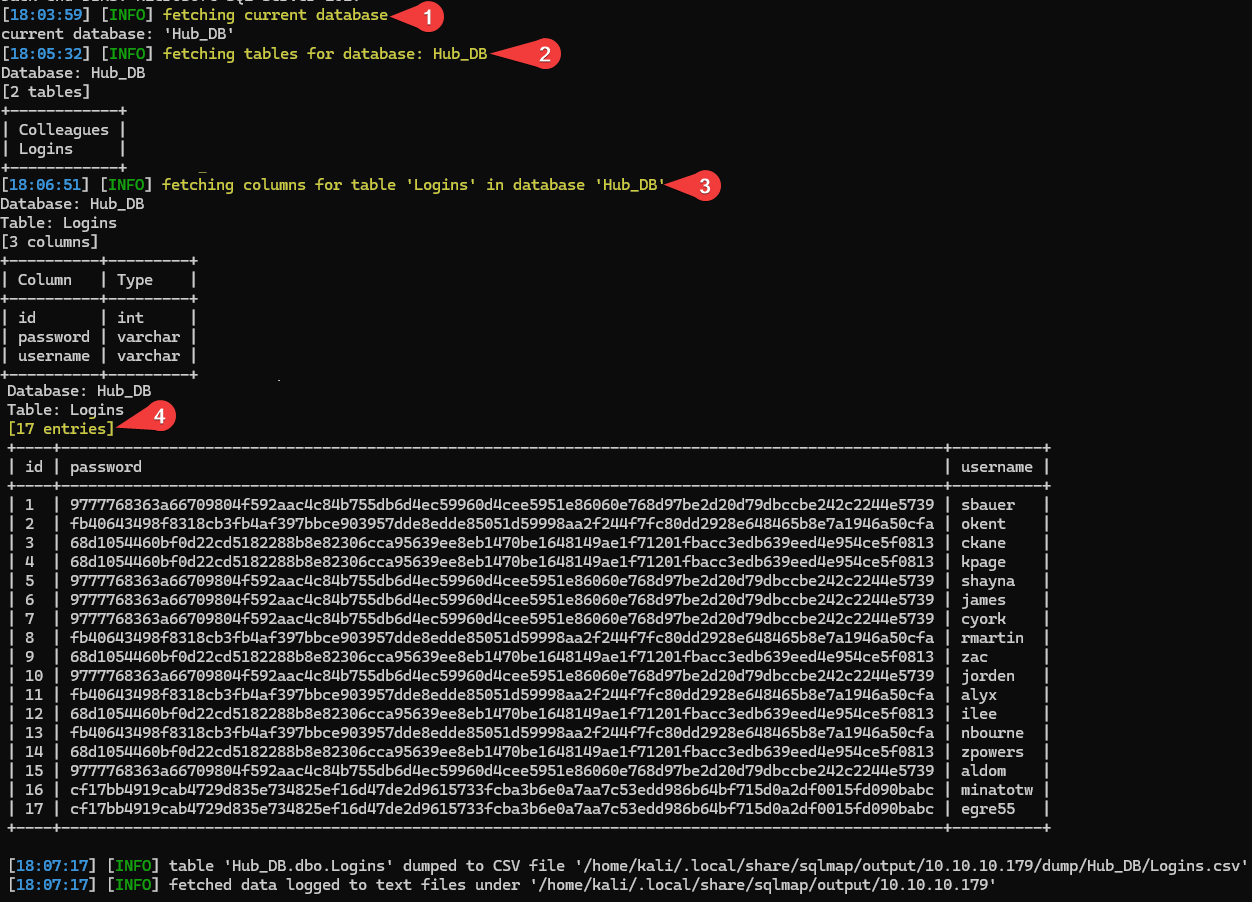 [18:03:59] [INFO] fetching current database 1
current database: 'Hub_DB'
[18:05:32] [INFO] fetching tables for database: Hub_DB 2
Database: Hub_DB
[2 tables]
+------------+
| Colleagues |
| Logins     |
+------------+
[18:06:51] [INFO] fetching columns for table 'Logins' in database 'Hub_DB' 3
Database: Hub_DB
Table: Logins
[3 columns]
+----------+---------+
| Column   | Type    |
+----------+---------+
| id       | int     |
| password | varchar |
| username | varchar |
+----------+---------+
Database: Hub_DB
Table: Logins 4
[17 entries]
+----+--------------------------------------------------------------------------------------------------+----------+
| id | password                                                                                         | username |
+----+--------------------------------------------------------------------------------------------------+----------+
| 1  | 9777768363a66709804f592aac4c84b755db6d4ec59960d4cee5951e86060e768d97be2d20d79dbccbe242c2244e5739 | sbauer   |
| 2  | fb40643498f8318cb3fb4af397bbce903957dde8edde85051d59998aa2f244f7fc80dd2928e648465b8e7a1946a50cfa | okent    |
| 3  | 68d1054460bf0d22cd5182288b8e82306cca95639ee8eb1470be1648149ae1f71201fbacc3edb639eed4e954ce5f0813 | ckane    |
| 4  | 68d1054460bf0d22cd5182288b8e82306cca95639ee8eb1470be1648149ae1f71201fbacc3edb639eed4e954ce5f0813 | kpage    |
| 5  | 9777768363a66709804f592aac4c84b755db6d4ec59960d4cee5951e86060e768d97be2d20d79dbccbe242c2244e5739 | shayna   |
| 6  | 9777768363a66709804f592aac4c84b755db6d4ec59960d4cee5951e86060e768d97be2d20d79dbccbe242c2244e5739 | james    |
| 7  | 9777768363a66709804f592aac4c84b755db6d4ec59960d4cee5951e86060e768d97be2d20d79dbccbe242c2244e5739 | cyork    |
| 8  | fb40643498f8318cb3fb4af397bbce903957dde8edde85051d59998aa2f244f7fc80dd2928e648465b8e7a1946a50cfa | rmartin  |
| 9  | 68d1054460bf0d22cd5182288b8e82306cca95639ee8eb1470be1648149ae1f71201fbacc3edb639eed4e954ce5f0813 | zac      |
| 10 | 9777768363a66709804f592aac4c84b755db6d4ec59960d4cee5951e86060e768d97be2d20d79dbccbe242c2244e5739 | jorden   |
| 11 | fb40643498f8318cb3fb4af397bbce903957dde8edde85051d59998aa2f244f7fc80dd2928e648465b8e7a1946a50cfa | alyx     |
| 12 | 68d1054460bf0d22cd5182288b8e82306cca95639ee8eb1470be1648149ae1f71201fbacc3edb639eed4e954ce5f0813 | ilee     |
| 13 | fb40643498f8318cb3fb4af397bbce903957dde8edde85051d59998aa2f244f7fc80dd2928e648465b8e7a1946a50cfa | nbourne  |
| 14 | 68d1054460bf0d22cd5182288b8e82306cca95639ee8eb1470be1648149ae1f71201fbacc3edb639eed4e954ce5f0813 | zpowers  |
| 15 | 9777768363a66709804f592aac4c84b755db6d4ec59960d4cee5951e86060e768d97be2d20d79dbccbe242c2244e5739 | aldom    |
| 16 | cf17bb4919cab4729d835e734825ef16d47de2d9615733fcba3b6e0a7aa7c53edd986b64bf715d0a2df0015fd090babc | minatotw |
| 17 | cf17bb4919cab4729d835e734825ef16d47de2d9615733fcba3b6e0a7aa7c53edd986b64bf715d0a2df0015fd090babc | egre55   |
+----+--------------------------------------------------------------------------------------------------+----------+
[18:07:17] [INFO] table 'Hub_DB.dbo.Logins' dumped to CSV file '/home/kali/.local/share/sqlmap/output/10.10.10.179/dump/Hub_DB/Logins.csv'
[18:07:17] [INFO] fetched data logged to text files under '/home/kali/.local/share/sqlmap/output/10.10.10.179'